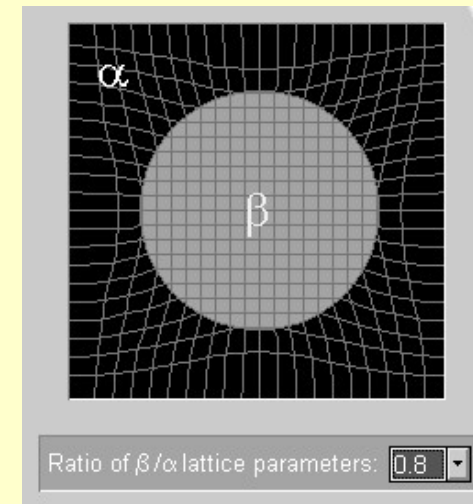 α
β
Ratio of β/α lattice parameters: 0.8